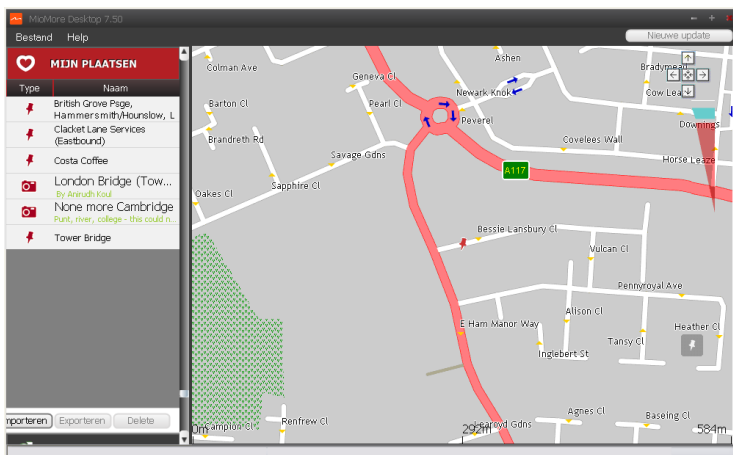 MioMore Desktop 7.50
Bestand Help
Nieuwe update
MIJN PLAATSEN
Type Naam
British Grove Psge,
Hammersmith/Hounslow, L
Clacket Lane Services
(Eastbound)
Costa Coffee
London Bridge (Tow...
By Anirudh Koul
None more Cambridge
Punt, river, college - this could n...
Tower Bridge
mporteren Exporteren Delete
Colman Ave
Geneva Cl
Ashen
Bradymead
Newark Knok
Cow Lea
Barton Cl
Pearl Cl
Peverel
Downings
Brandreth Rd
Covelees Wall
Savage Gdns
Horse Leaze
A117
Sapphire Cl
Oakes Cl
Bessie Lansbury Cl
Vulcan Cl
Pennyroyal Ave
Alison Cl
E Ham Manor Way
Heather Cl
Tansy Cl
Inglebert St
Agnes Cl
Baseing Cl
Renfrew Cl
Campion Cl
Gdns
0m 292m 584m